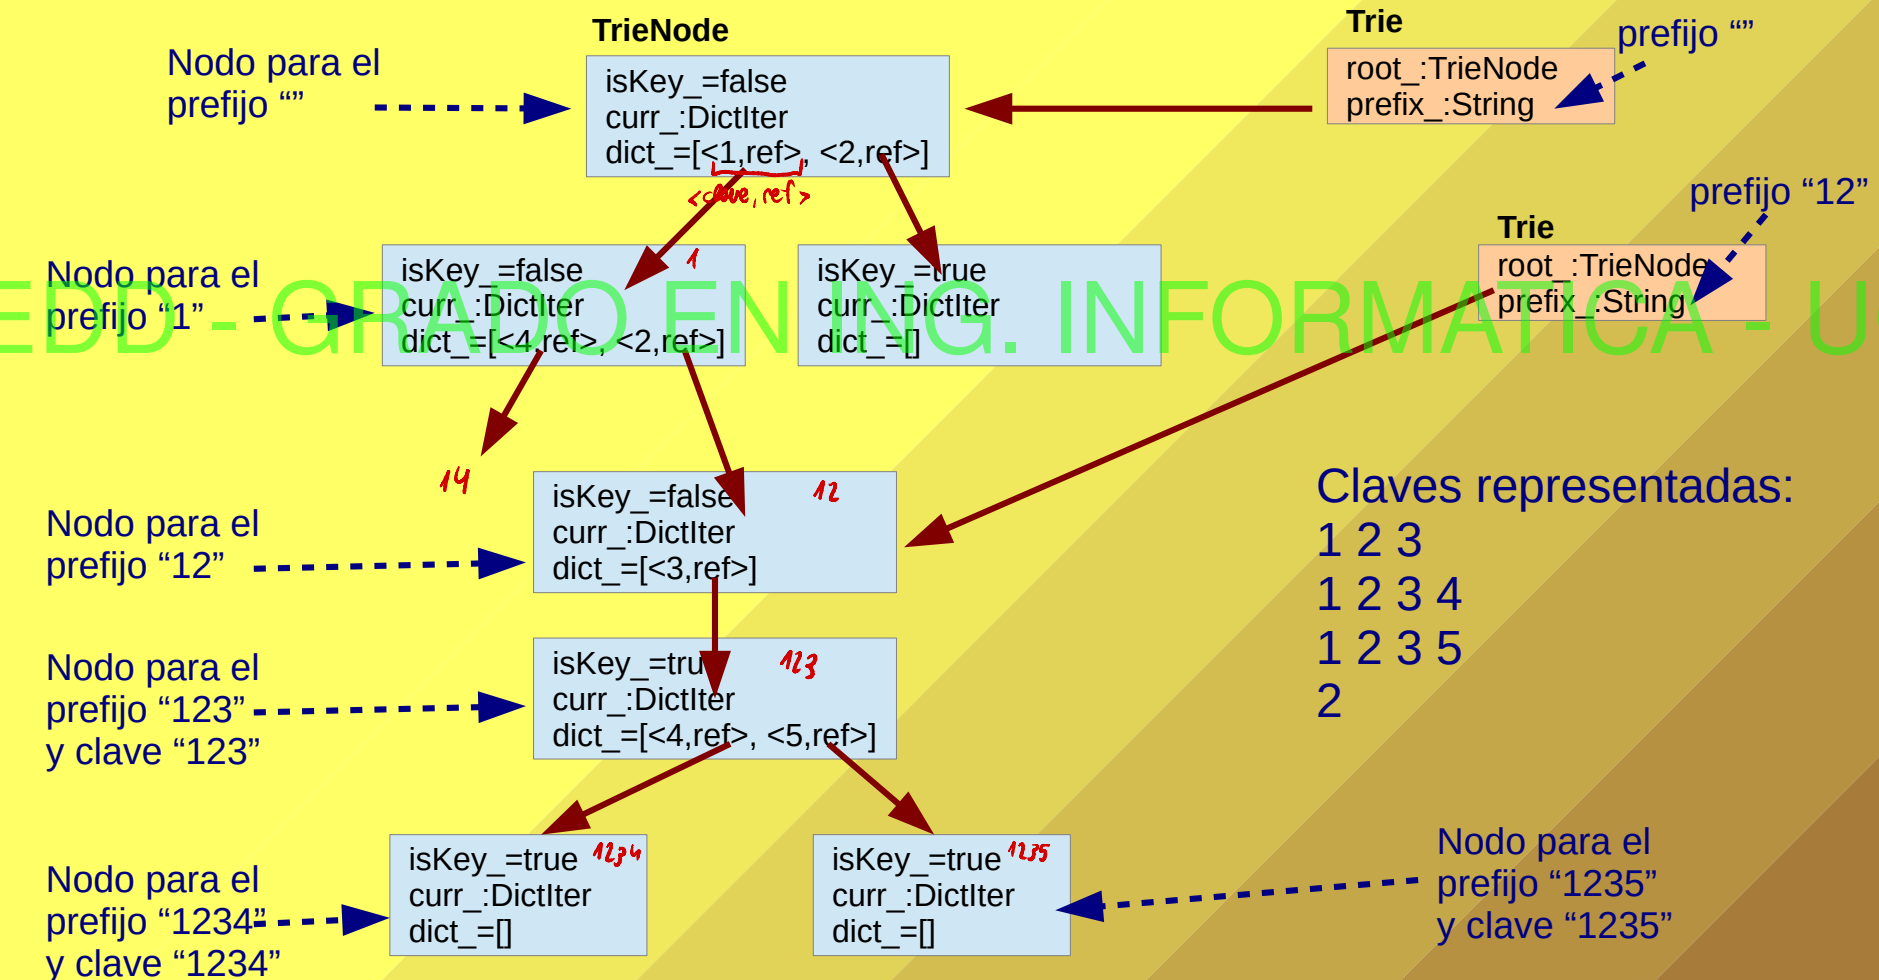 TrieNode
Trie
prefijo “”
Nodo para el
prefijo “”
isKey_=false
curr_:DictIter
dict_=[<1,ref>, <2,ref>]
root_:TrieNode
prefix_:String
<clave, ref>
prefijo “12”
Trie
root_:TrieNode
prefix_:String
Nodo para el
prefijo “1”
isKey_=false
1
curr_:DictIter
dict_=[<4,ref>, <2,ref>]
isKey_=true
curr_:DictIter
dict_=[]
EDD - GRADO EN ING. INFORMATICA - U
14
Nodo para el
prefijo “12”
isKey_=false
12
curr_:DictIter
dict_=[<3,ref>]
Claves representadas:
1 2 3
1 2 3 4
1 2 3 5
2
Nodo para el
prefijo “123”
y clave “123”
isKey_=tru
123
curr_:DictIter
dict_=[<4,ref>, <5,ref>]
Nodo para el
prefijo “1234”
y clave “1234”
isKey_=true
1234
curr_:DictIter
dict_=[]
isKey_=true
1235
curr_:DictIter
dict_=[]
Nodo para el
prefijo “1235”
y clave “1235”